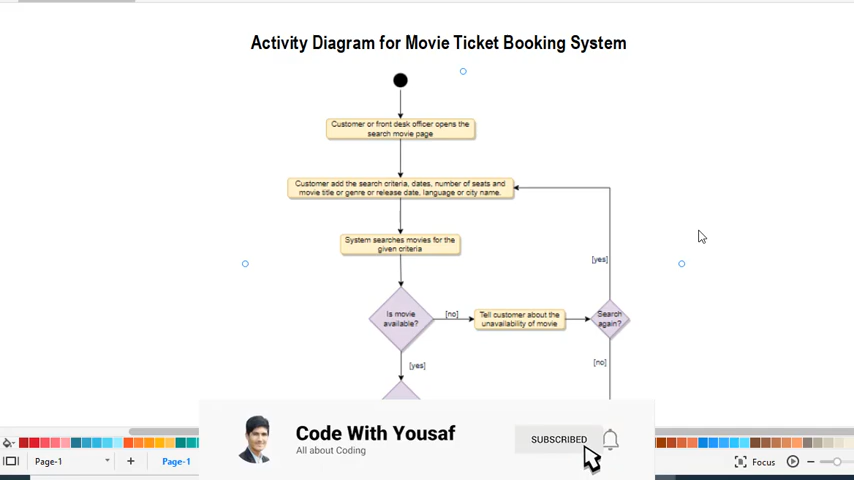 Activity Diagram for Movie Ticket Booking System
Customer or front desk officer opens the
search movie page
Customer add the search criteria, dates, number of seats and
movie title or genre or release date, language or city name.
System searches movies for the
given criteria
[yes]
Is movie
available?
[no]
Tell customer about the
unavailability of movie
Search
again?
[yes]
[no]
Code With Yousaf
All about Coding
SUBSCRIBED
Page-1
Page-1
Focus